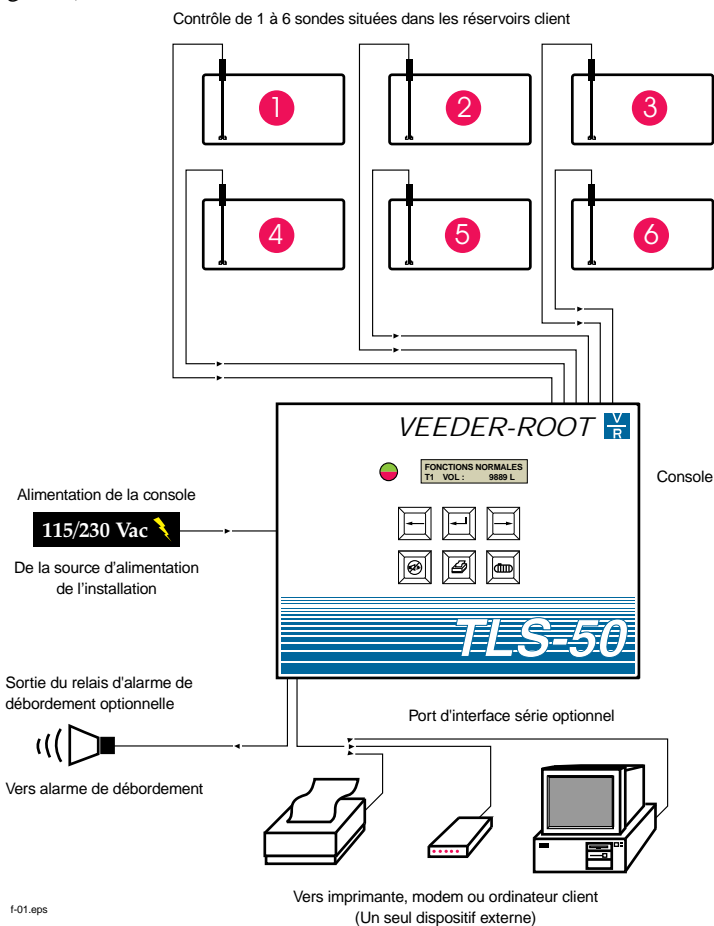 Contrôle de 1 à 6 sondes situées dans les réservoirs client
1
2
3
4
5
6
VEEDER-ROOT
V
R
FONCTIONS NORMALES
T1 VOL : 9889 L
Console
Alimentation de la console
115/230 Vac
De la source d'alimentation
de l'installation
TLS-50
Sortie du relais d'alarme de
débordement optionnelle
Port d'interface série optionnel
Vers alarme de débordement
Vers imprimante, modem ou ordinateur client
(Un seul dispositif externe)
f-01.eps